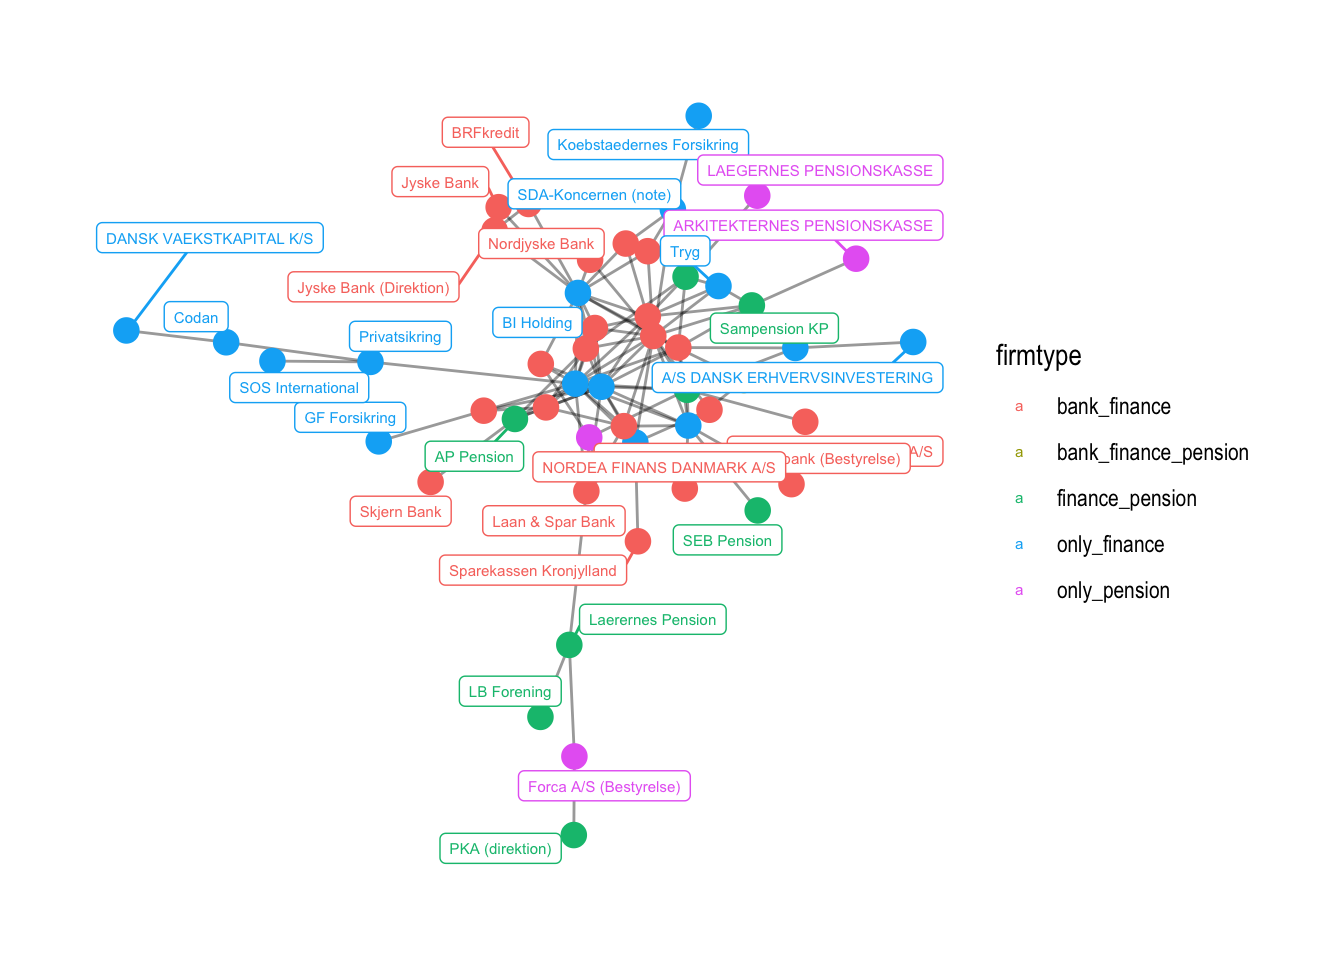 BRFkredit
Koebstaedernes Forsikring
LAEGERNES PENSIONSKASSE
Jyske Bank
SDA-Koncernen (note)
ARKITEKTERNES PENSIONSKASSE
DANSK VAEKSTKAPITAL K/S
Nordjyske Bank
Tryg
Jyske Bank (Direktion)
Codan
BI Holding
Sampension KP
Privatsikring
A/S DANSK ERHVERVSINVESTERING
SOS International
GF Forsikring
AP Pension
A/S
bank (Bestyrelse)
NORDEA FINANS DANMARK A/S
Skjern Bank
Laan & Spar Bank
SEB Pension
Sparekassen Kronjylland
Laerernes Pension
LB Forening
Forca A/S (Bestyrelse)
PKA (direktion)
firmtype
a bank_finance
a bank_finance_pension
a finance_pension
a only_finance
a only_pension